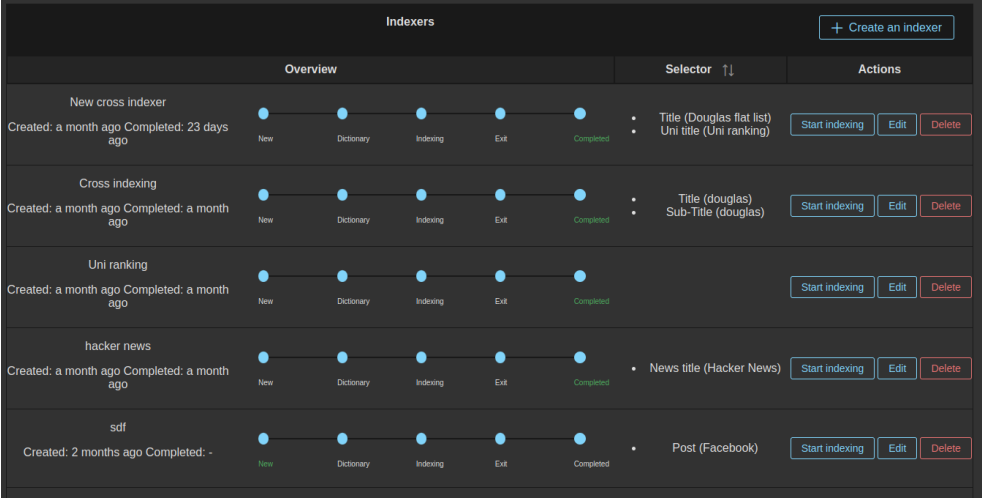 Indexers
+ Create an indexer
Overview
Selector
Actions
New cross indexer
Created: a month ago Completed: 23 days
ago
New
Dictionary
Indexing
Exit
Completed
Title (Douglas flat list)
Uni title (Uni ranking)
Start indexing
Edit
Delete
Cross indexing
Created: a month ago Completed: a month
ago
New
Dictionary
Indexing
Exit
Completed
Title (douglas)
Sub-Title (douglas)
Start indexing
Edit
Delete
Uni ranking
Created: a month ago Completed: a month
ago
New
Dictionary
Indexing
Exit
Completed
Start indexing
Edit
Delete
hacker news
Created: a month ago Completed: a month
ago
New
Dictionary
Indexing
Exit
Completed
News title (Hacker News)
Start indexing
Edit
Delete
sdf
Created: 2 months ago Completed: -
New
Dictionary
Indexing
Exit
Completed
Post (Facebook)
Start indexing
Edit
Delete